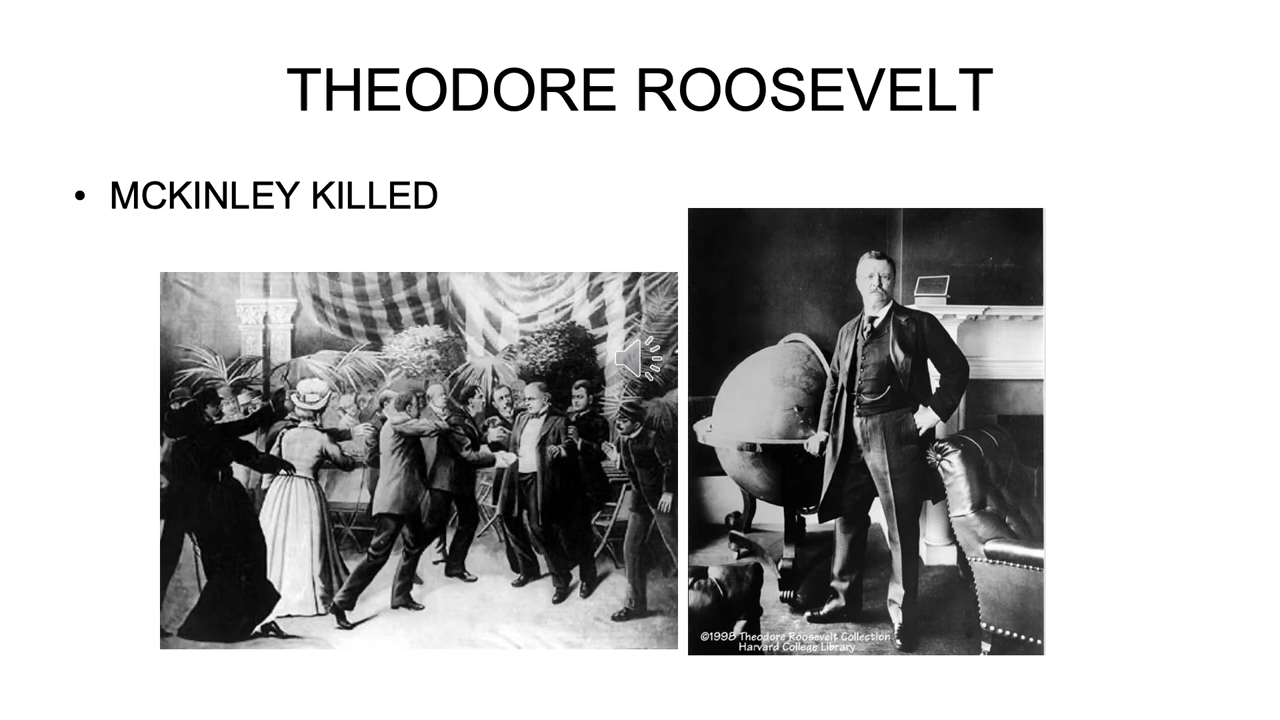 THEODORE ROOSEVELT
• MCKINLEY KILLED
©1998 Theodore Roosevelt Collection
Harvard College Library